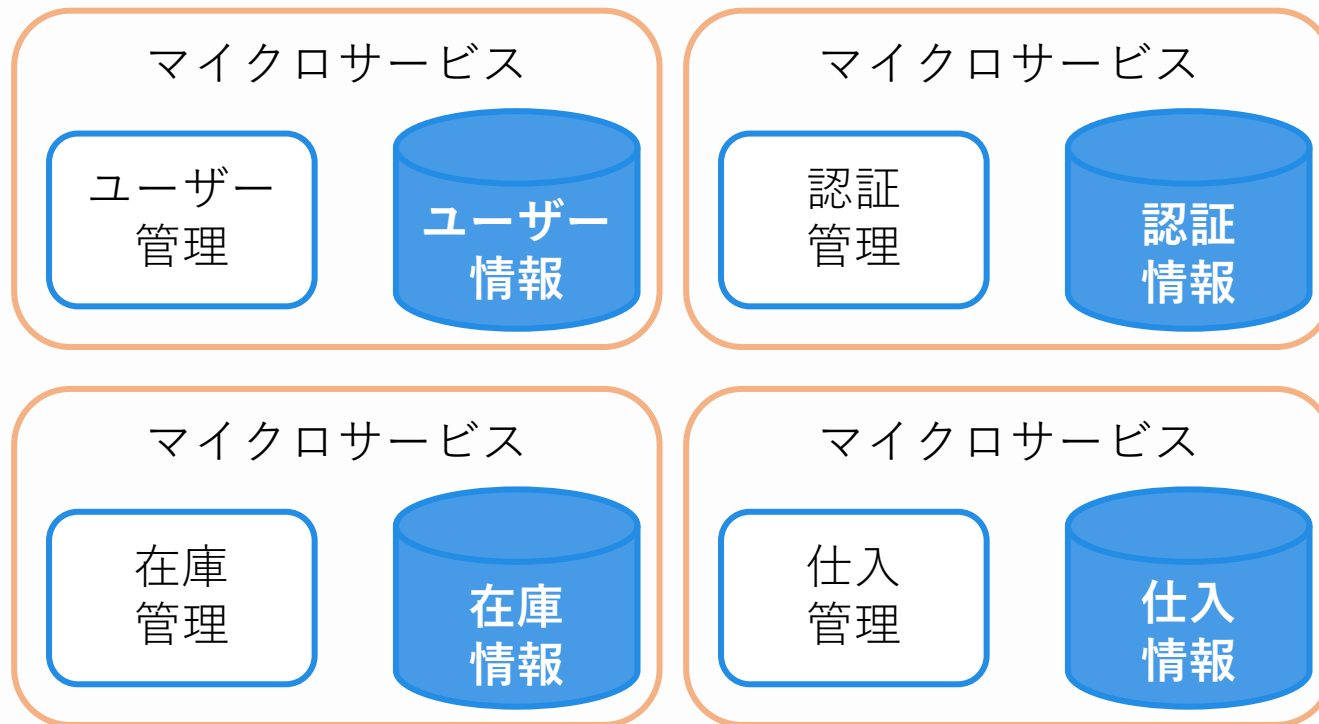 マイクロサービス
ユーザー
管理
ユーザー
情報
マイクロサービス
認証
管理
認証
情報
マイクロサービス
在庫
管理
在庫
情報
マイクロサービス
仕入
管理
仕入
情報